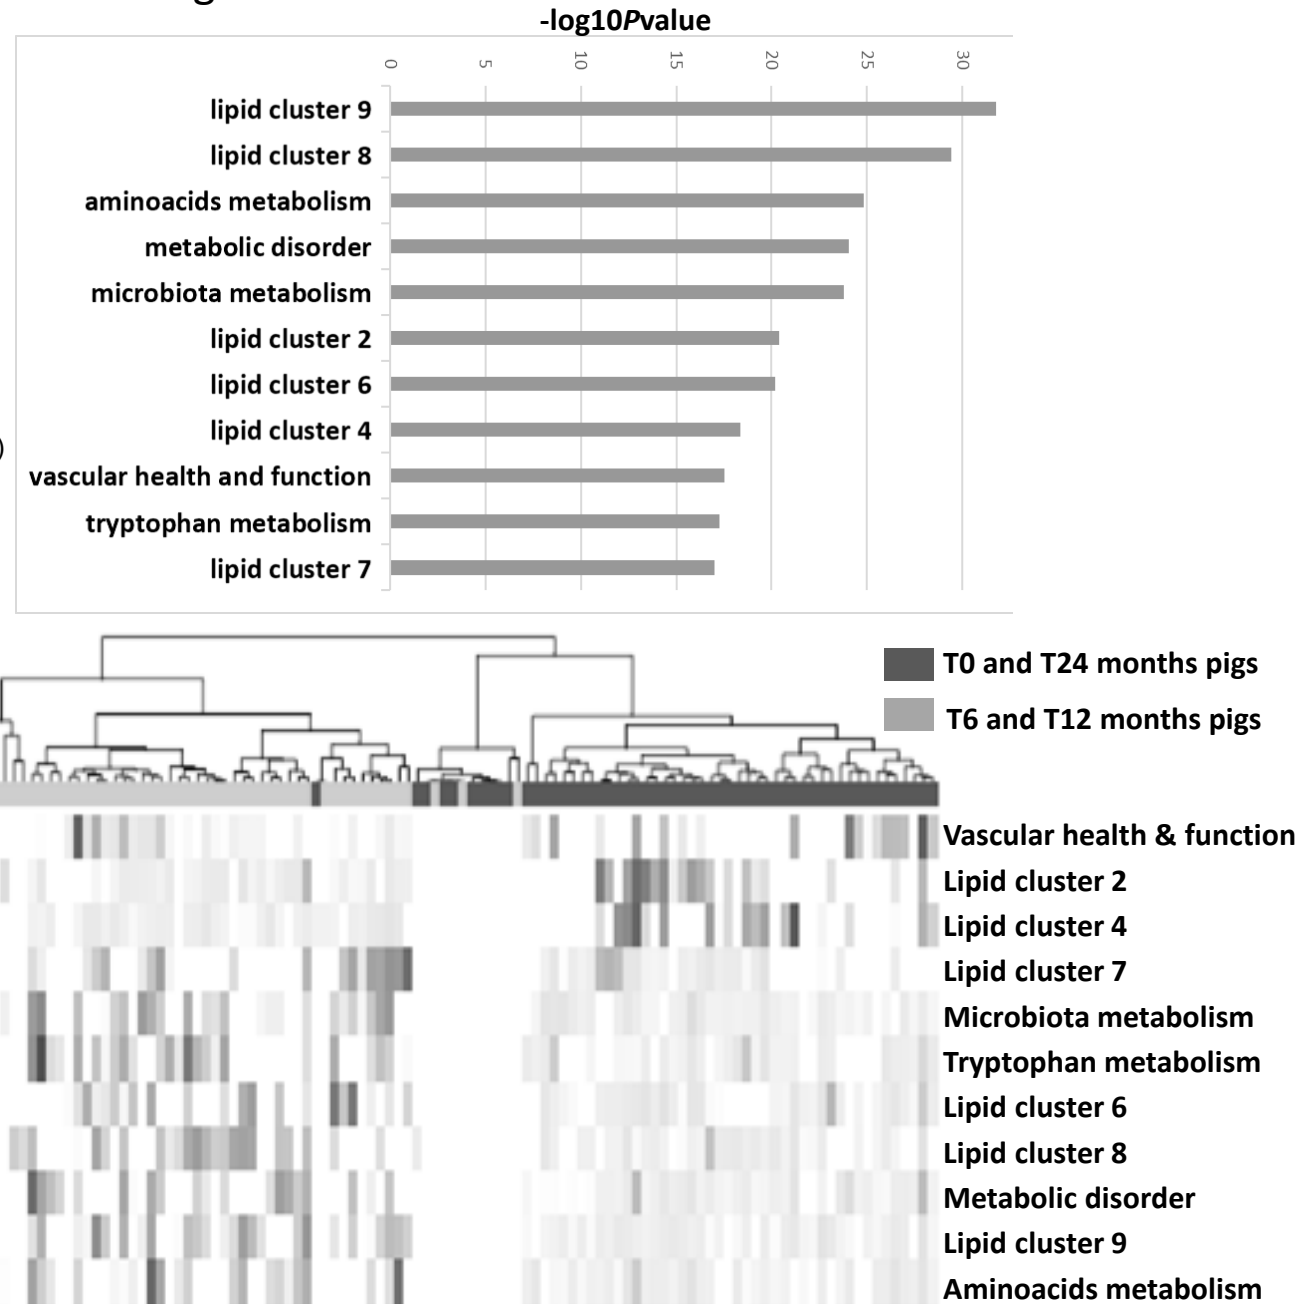 -log10Pvalue
0 5 10 15 20 25 30
lipid cluster 9
lipid cluster 8
aminoacids metabolism
metabolic disorder
microbiota metabolism
lipid cluster 2
lipid cluster 6
lipid cluster 4
)
vascular health and function
tryptophan metabolism
lipid cluster 7
T0 and T24 months pigs
T6 and T12 months pigs
Vascular health & function
Lipid cluster 2
Lipid cluster 4
Lipid cluster 7
Microbiota metabolism
Tryptophan metabolism
Lipid cluster 6
Lipid cluster 8
Metabolic disorder
Lipid cluster 9
Aminoacids metabolism